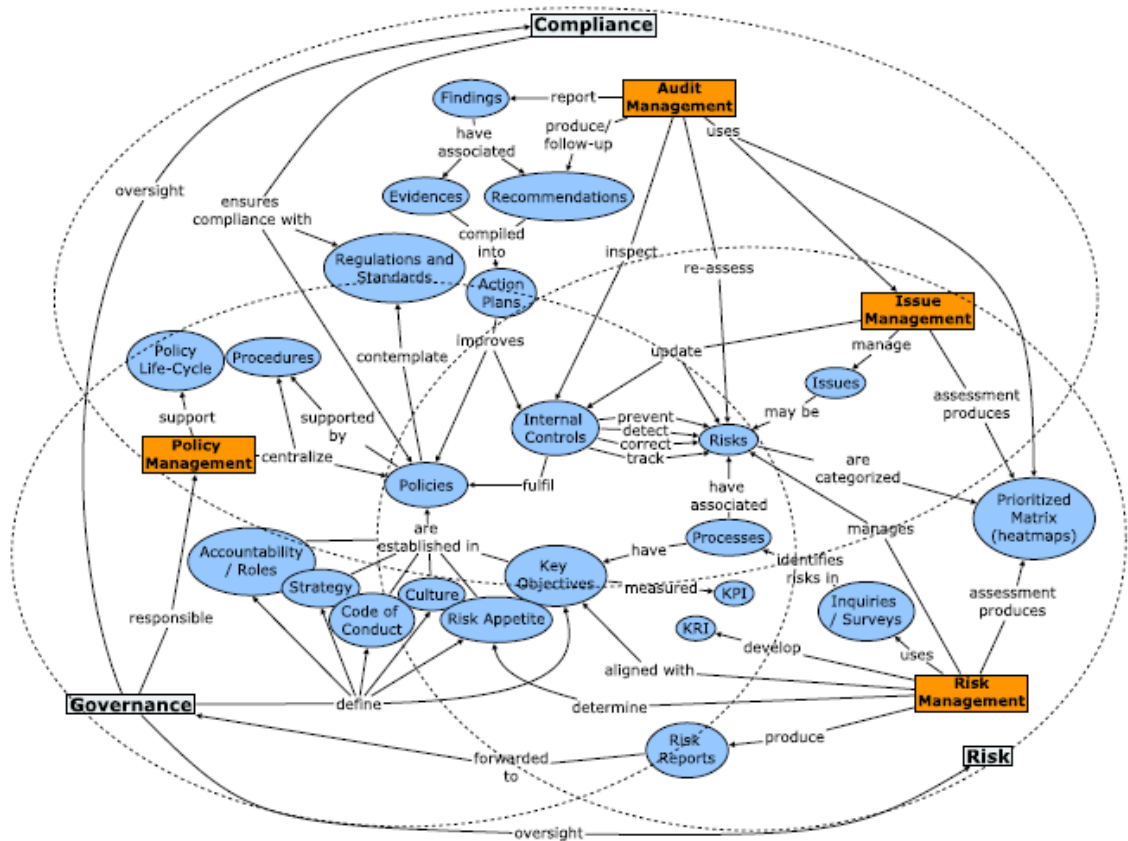 Compliance
Audit
Management
Findings
report
uses
produce/
follow-up
have
associated
oversight
Evidences
Recommendations
ensures
compliance with
compiled
into
Regulations and
Standards
inspect
re-assess
Action
Plans
Issue
Management
improves
update
manage
Policy
Life-Cycle
Procedures
contemplate
Issues
support
supported
by
Internal
Controls
prevent
detect
correct
track
may be
Risks
assessment
produces
Policy
Management
centralize
Policies
fulfil
are
categorized
have
associated
Prioritized
Matrix
(heatmaps)
are
established in
manages
Accountability
/ Roles
Key
Objectives
have
Processes
identifies
risks in
Strategy
Culture
measured
KPI
Code of
Conduct
Risk Appetite
KRI
Inquiries
/ Surveys
assessment
produces
responsible
develop
uses
aligned with
Governance
define
determine
Risk
Management
Risk
Reports
produce
forwarded
to
Risk
oversight